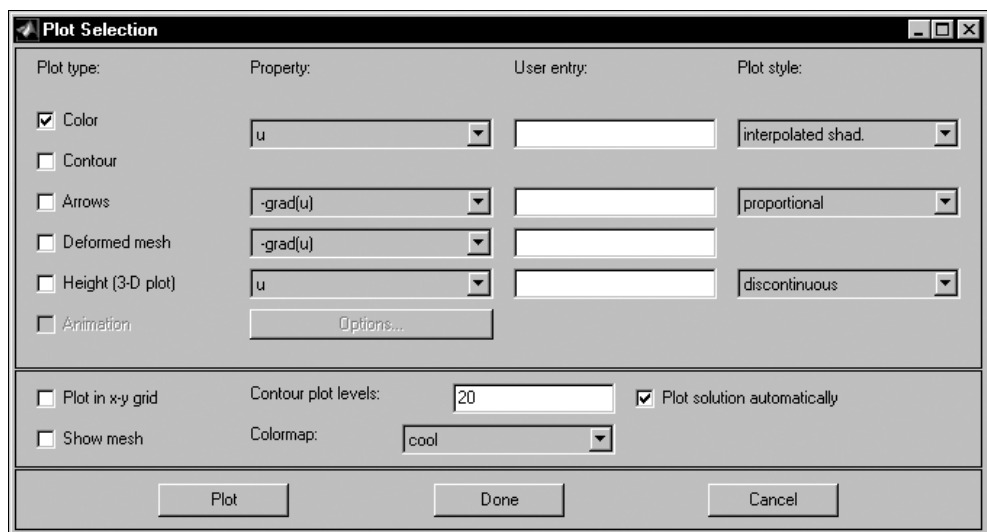 Plot Selection
Plot type: Property: User entry: Plot style:
Color u interpolated shad.
Contour
Arrows -grad(u) proportional
Deformed mesh -grad(u)
Height (3-D plot) u discontinuous
Animation Options...
Plot in x-y grid Contour plot levels: 20 Plot solution automatically
Show mesh Colormap: cool
Plot Done Cancel